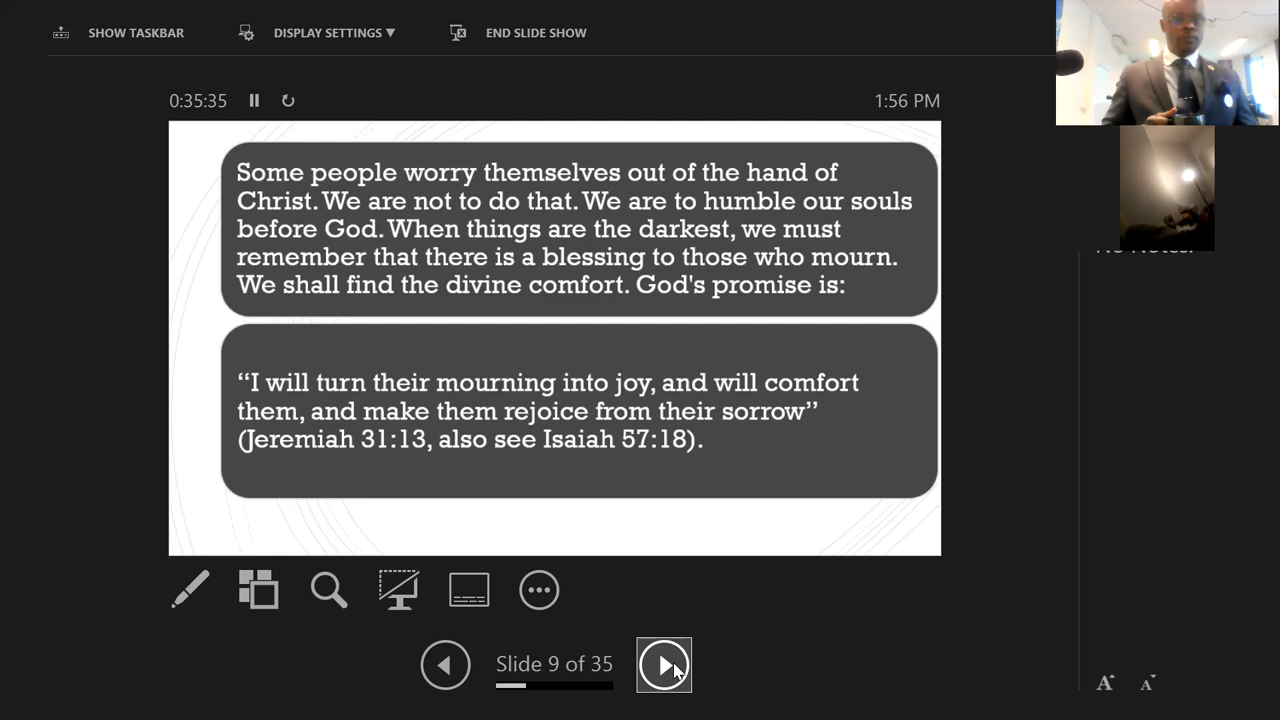 SHOW TASKBAR DISPLAY SETTINGS ▼ END SLIDE SHOW
0:35:35 1:56 PM
Some people worry themselves out of the hand of
Christ. We are not to do that. We are to humble our souls
before God. When things are the darkest, we must
remember that there is a blessing to those who mourn.
We shall find the divine comfort. God's promise is:
“I will turn their mourning into joy, and will comfort
them, and make them rejoice from their sorrow”
(Jeremiah 31:13, also see Isaiah 57:18).
No Notes.
Slide 9 of 35
A A